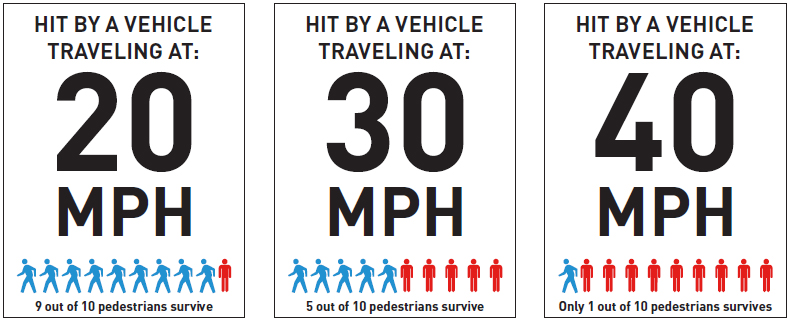 HIT BY A VEHICLE
TRAVELING AT:
20
MPH
9 out of 10 pedestrians survive
HIT BY A VEHICLE
TRAVELING AT:
30
MPH
5 out of 10 pedestrians survive
HIT BY A VEHICLE
TRAVELING AT:
40
MPH
Only 1 out of 10 pedestrians survives